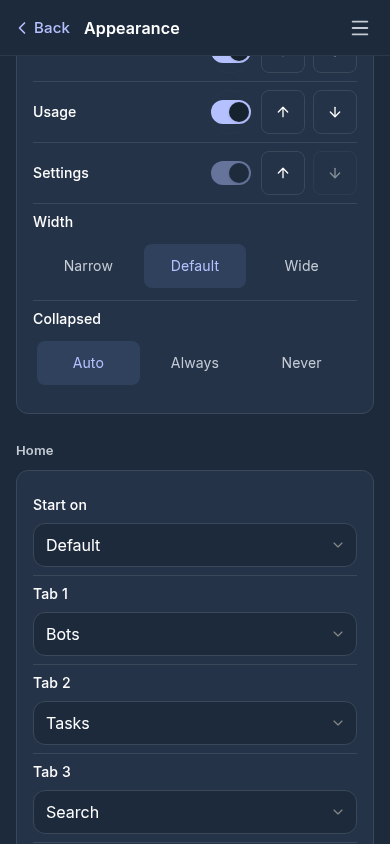 Back Appearance
Usage
Settings
Width
Narrow Default Wide
Collapsed
Auto Always Never
Home
Start on
Default
Tab 1
Bots
Tab 2
Tasks
Tab 3
Search